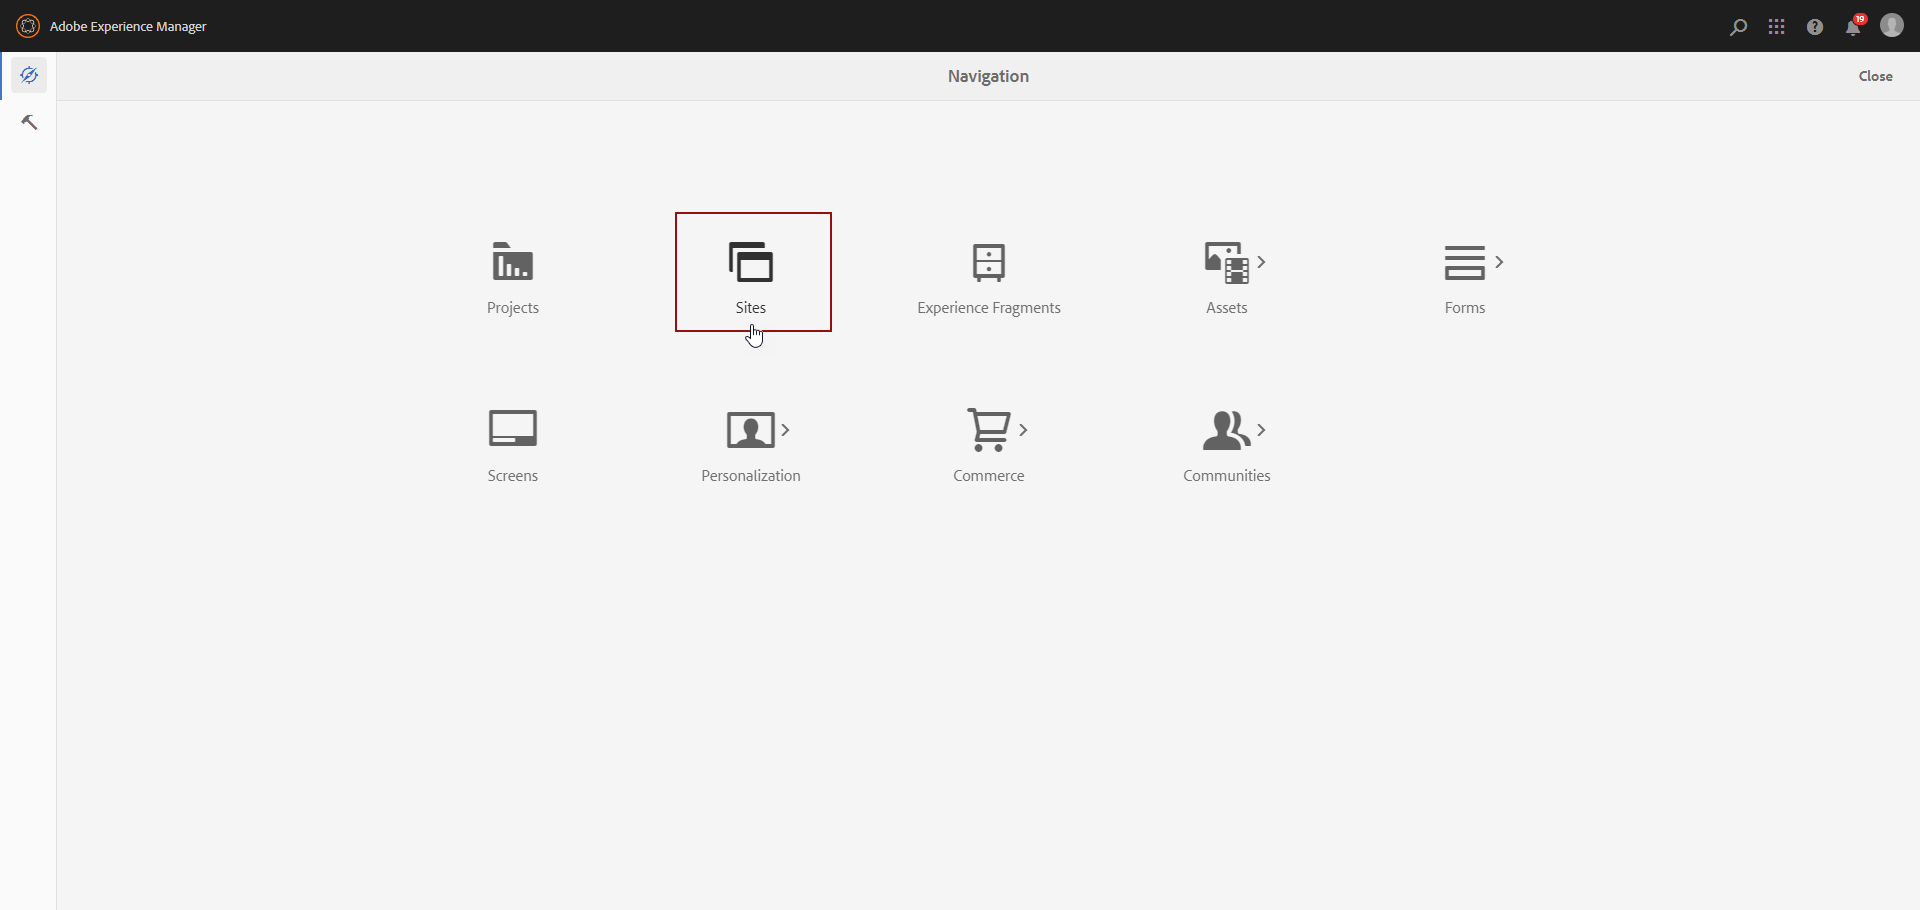 Adobe Experience Manager
19
Navigation
Close
Projects
Sites
Experience Fragments
Assets
Forms
Screens
Personalization
Commerce
Communities